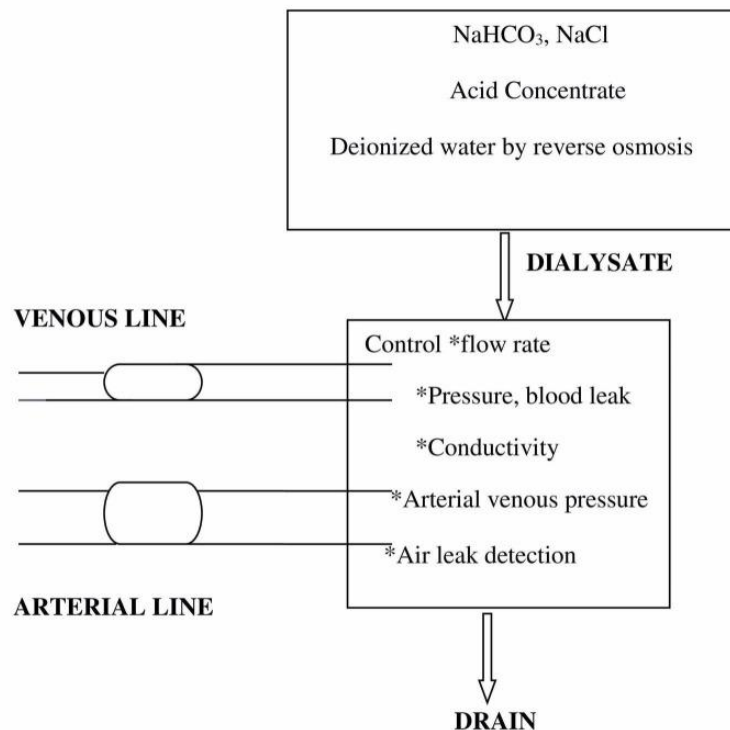 NaHCO₃, NaCl
Acid Concentrate
Deionized water by reverse osmosis
DIALYSATE
VENOUS LINE
Control *flow rate
*Pressure, blood leak
*Conductivity
*Arterial venous pressure
*Air leak detection
ARTERIAL LINE
DRAIN